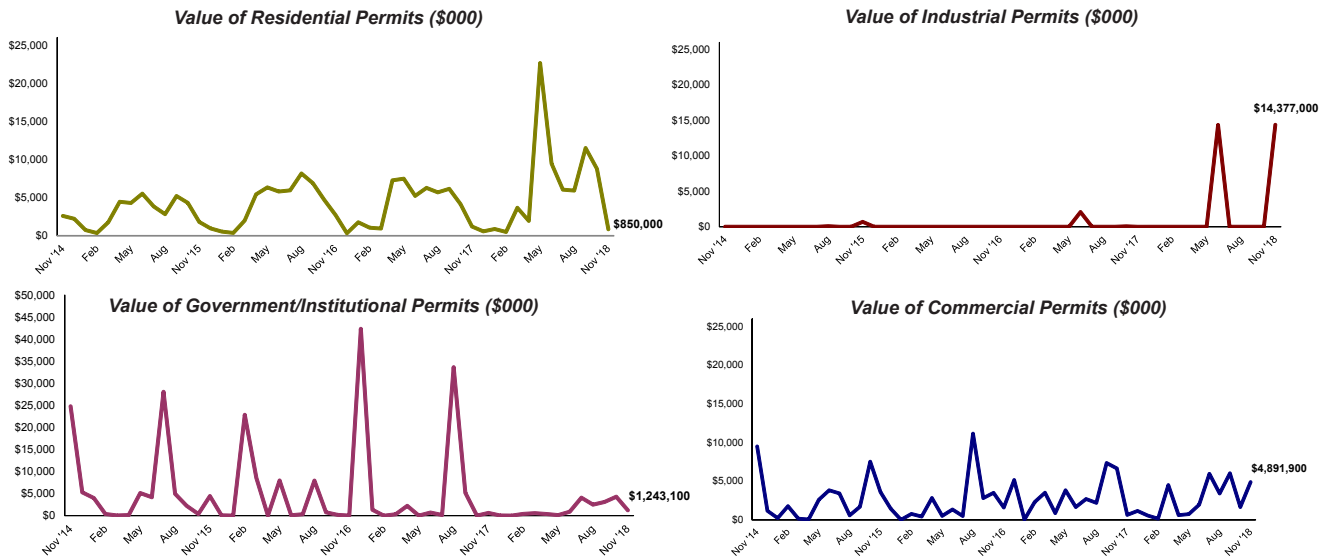 Value of Residential Permits ($000)
$25,000
$20,000
$15,000
$10,000
$5,000
$0
$850,000
Nov '14
Feb
May
Aug
Nov '15
Feb
May
Aug
Nov '16
Feb
May
Aug
Nov '17
Feb
May
Aug
Nov '18
Value of Industrial Permits ($000)
$25,000
$20,000
$15,000
$10,000
$5,000
$0
$14,377,000
Nov '14
Feb
May
Aug
Nov '15
Feb
May
Aug
Nov '16
Feb
May
Aug
Nov '17
Feb
May
Aug
Nov '18
Value of Government/Institutional Permits ($000)
$50,000
$45,000
$40,000
$35,000
$30,000
$25,000
$20,000
$15,000
$10,000
$5,000
$0
$1,243,100
Nov '14
Feb
May
Aug
Nov '15
Feb
May
Aug
Nov '16
Feb
May
Aug
Nov '17
Feb
May
Aug
Nov '18
Value of Commercial Permits ($000)
$25,000
$20,000
$15,000
$10,000
$5,000
$0
$4,891,900
Nov '14
Feb
May
Aug
Nov '15
Feb
May
Aug
Nov '16
Feb
May
Aug
Nov '17
Feb
May
Aug
Nov '18